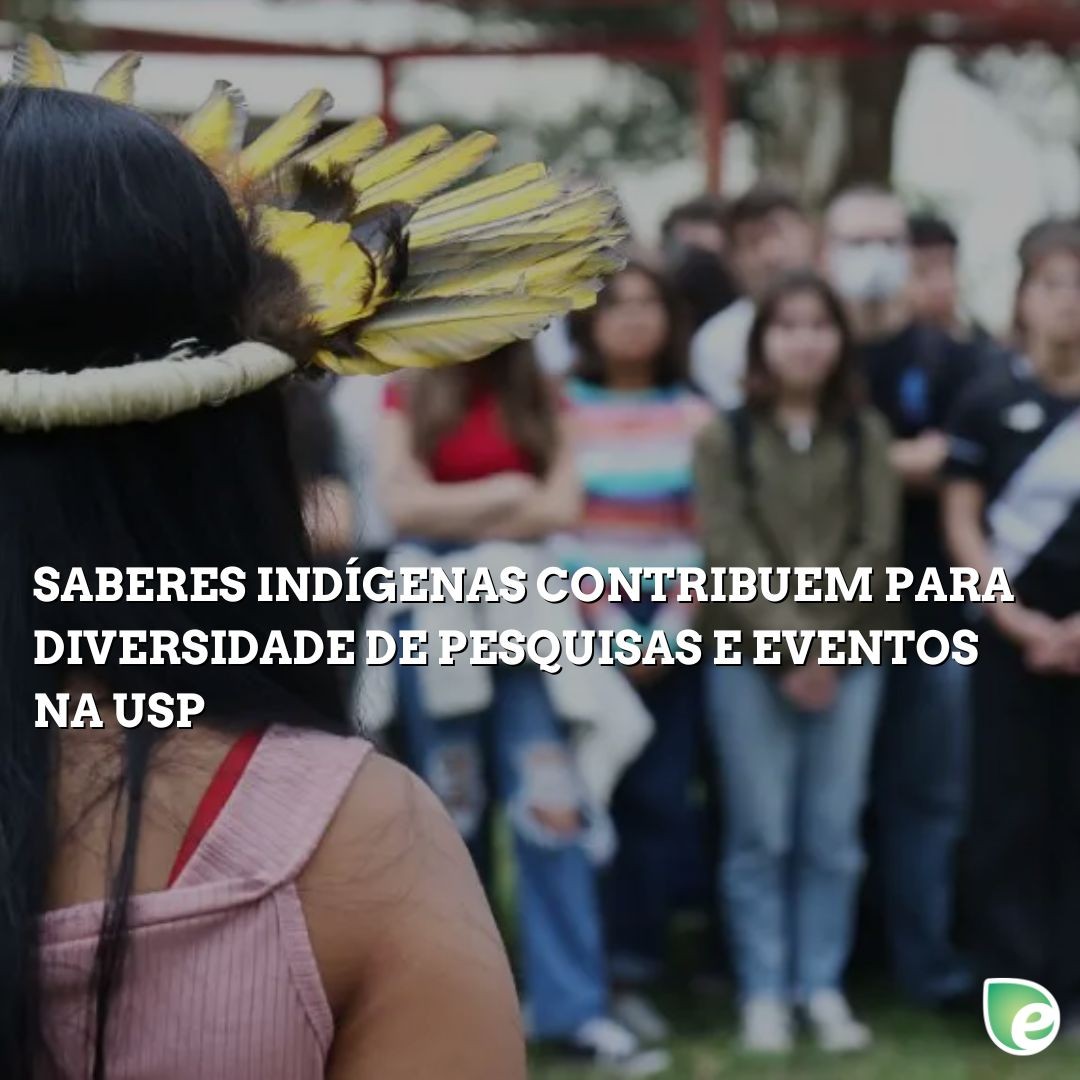 SABERES INDÍGENAS CONTRIBUEM PARA
DIVERSIDADE DE PESQUISAS E EVENTOS
NA USP
e